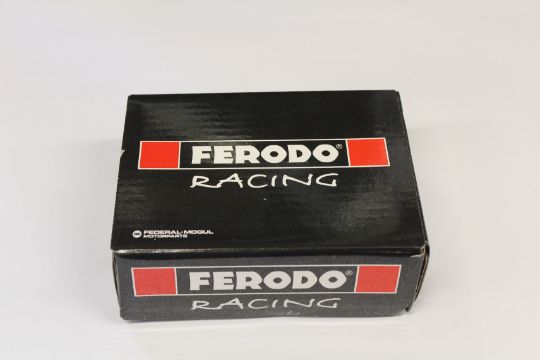 FERODO®
RACING
FEDERAL-MOGUL
MOTORPARTS
FERODO®
RACING